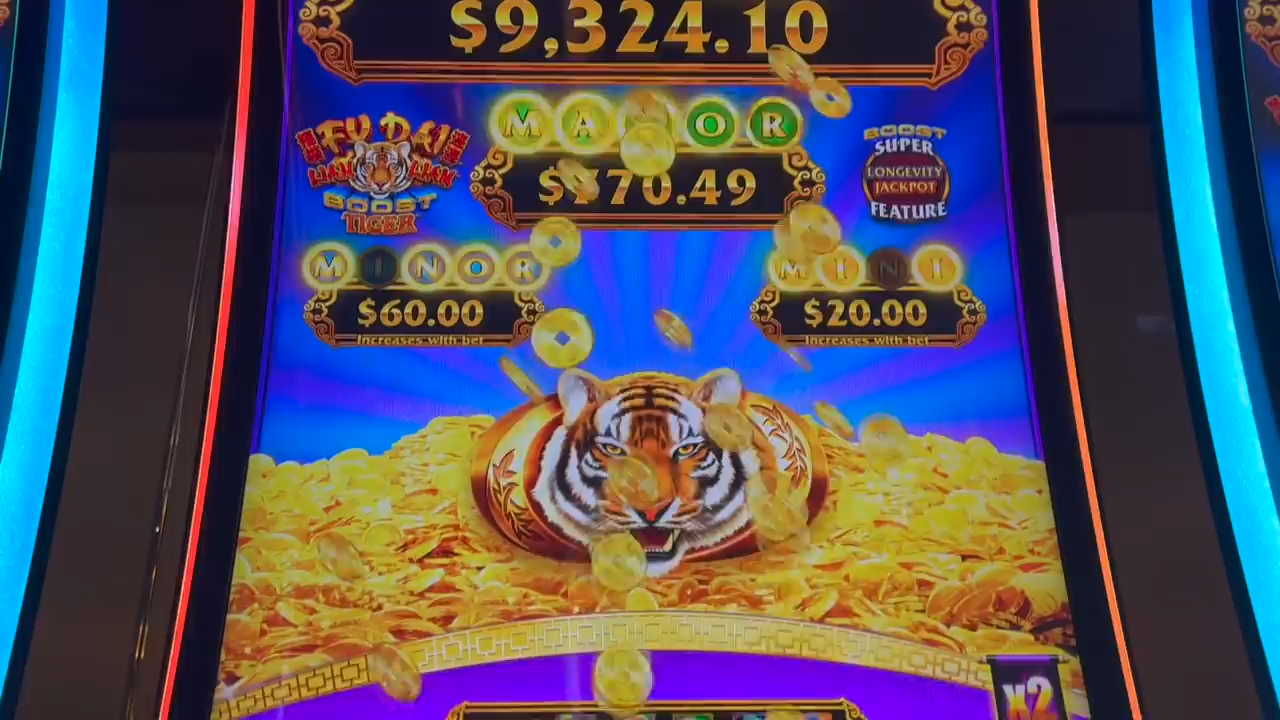 $9,324.10
MAJOR
FU DAI
LIAN LIAN
BOOST
TIGER
$770.49
BOOST
SUPER
LONGEVITY
JACKPOT
FEATURE
MINOR
$60.00
Increases with bet
MINI
$20.00
Increases with bet
X2